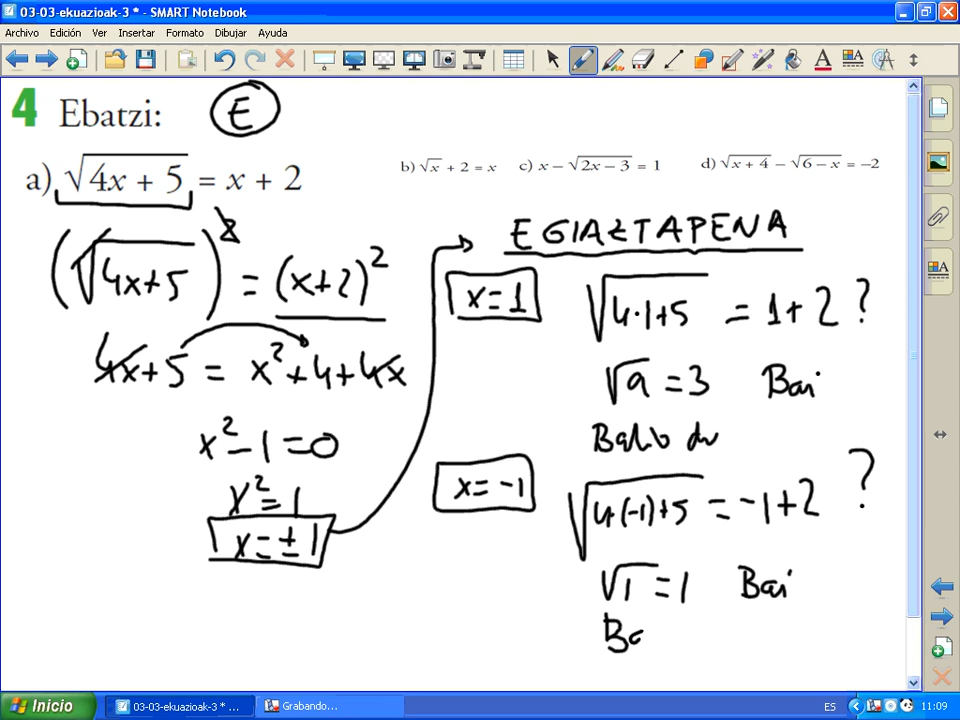 03-03-ekuazioak-3 * - SMART Notebook
Archivo Edición Ver Insertar Formato Dibujar Ayuda
4 Ebatzi: E
a) √(4x + 5) = x + 2
b) √x + 2 = x c) x − √(2x − 3) = 1 d) √(x + 4) − √(6 − x) = −2
(√(4x+5))² = (x+2)²
4x+5 = x²+4+4x
x²-1=0
x²=1
x=±1
EGIAZTAPENA
x=1 √(4·1+5) = 1+2 ?
√9 = 3 Bai
Balio du
x=-1 √(4(-1)+5) = -1+2 ?
√1 = 1 Bai
Ba
Inicio 03-03-ekuazioak-3 * ... Grabando... ES 11:09